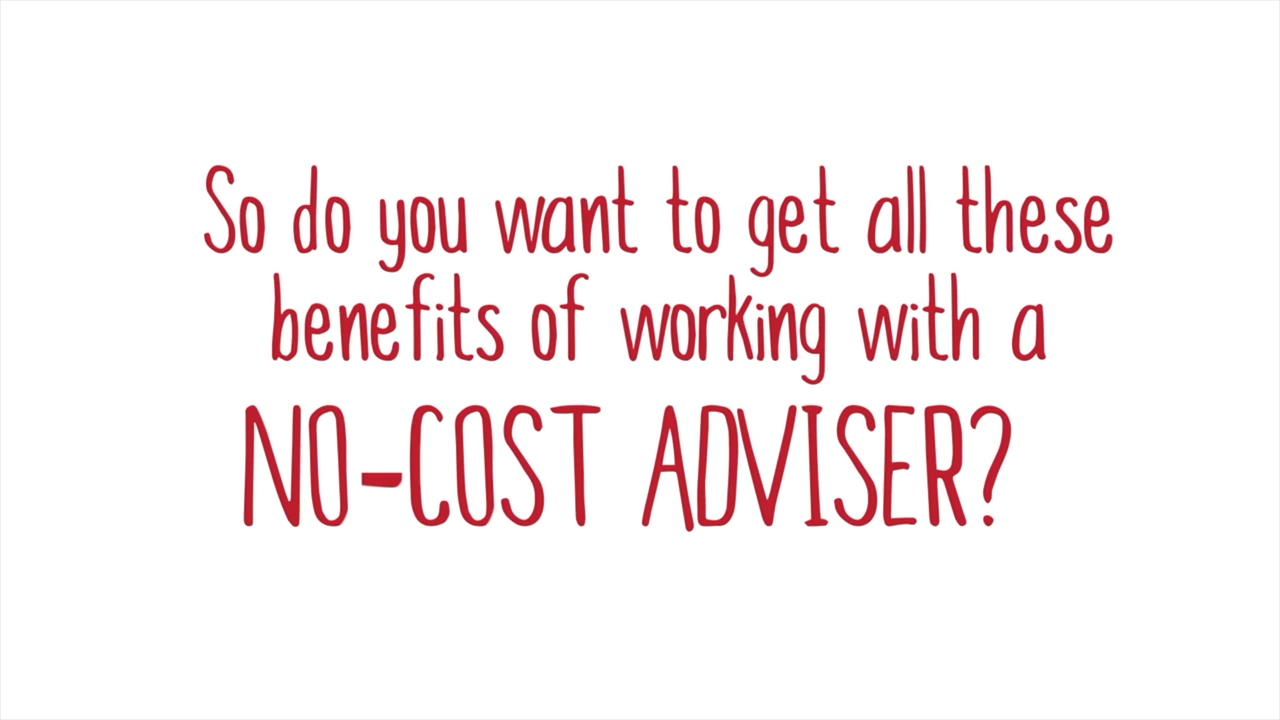 So do you want to get all these
benefits of working with a
NO-COST ADVISER?